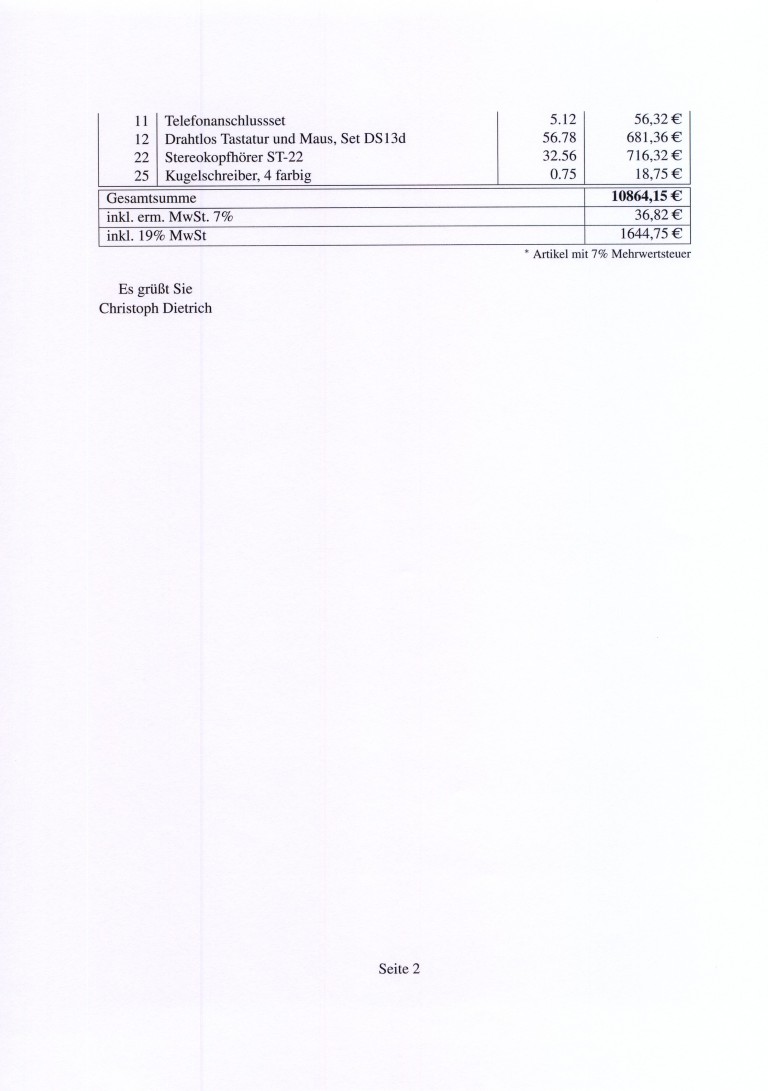 11 Telefonanschlussset 5.12 56,32 €
12 Drahtlos Tastatur und Maus, Set DS13d 56.78 681,36 €
22 Stereokopfhörer ST-22 32.56 716,32 €
25 Kugelschreiber, 4 farbig 0.75 18,75 €
Gesamtsumme 10864,15 €
inkl. erm. MwSt. 7% 36,82 €
inkl. 19% MwSt 1644,75 €
* Artikel mit 7% Mehrwertsteuer
Es grüßt Sie
Christoph Dietrich
Seite 2